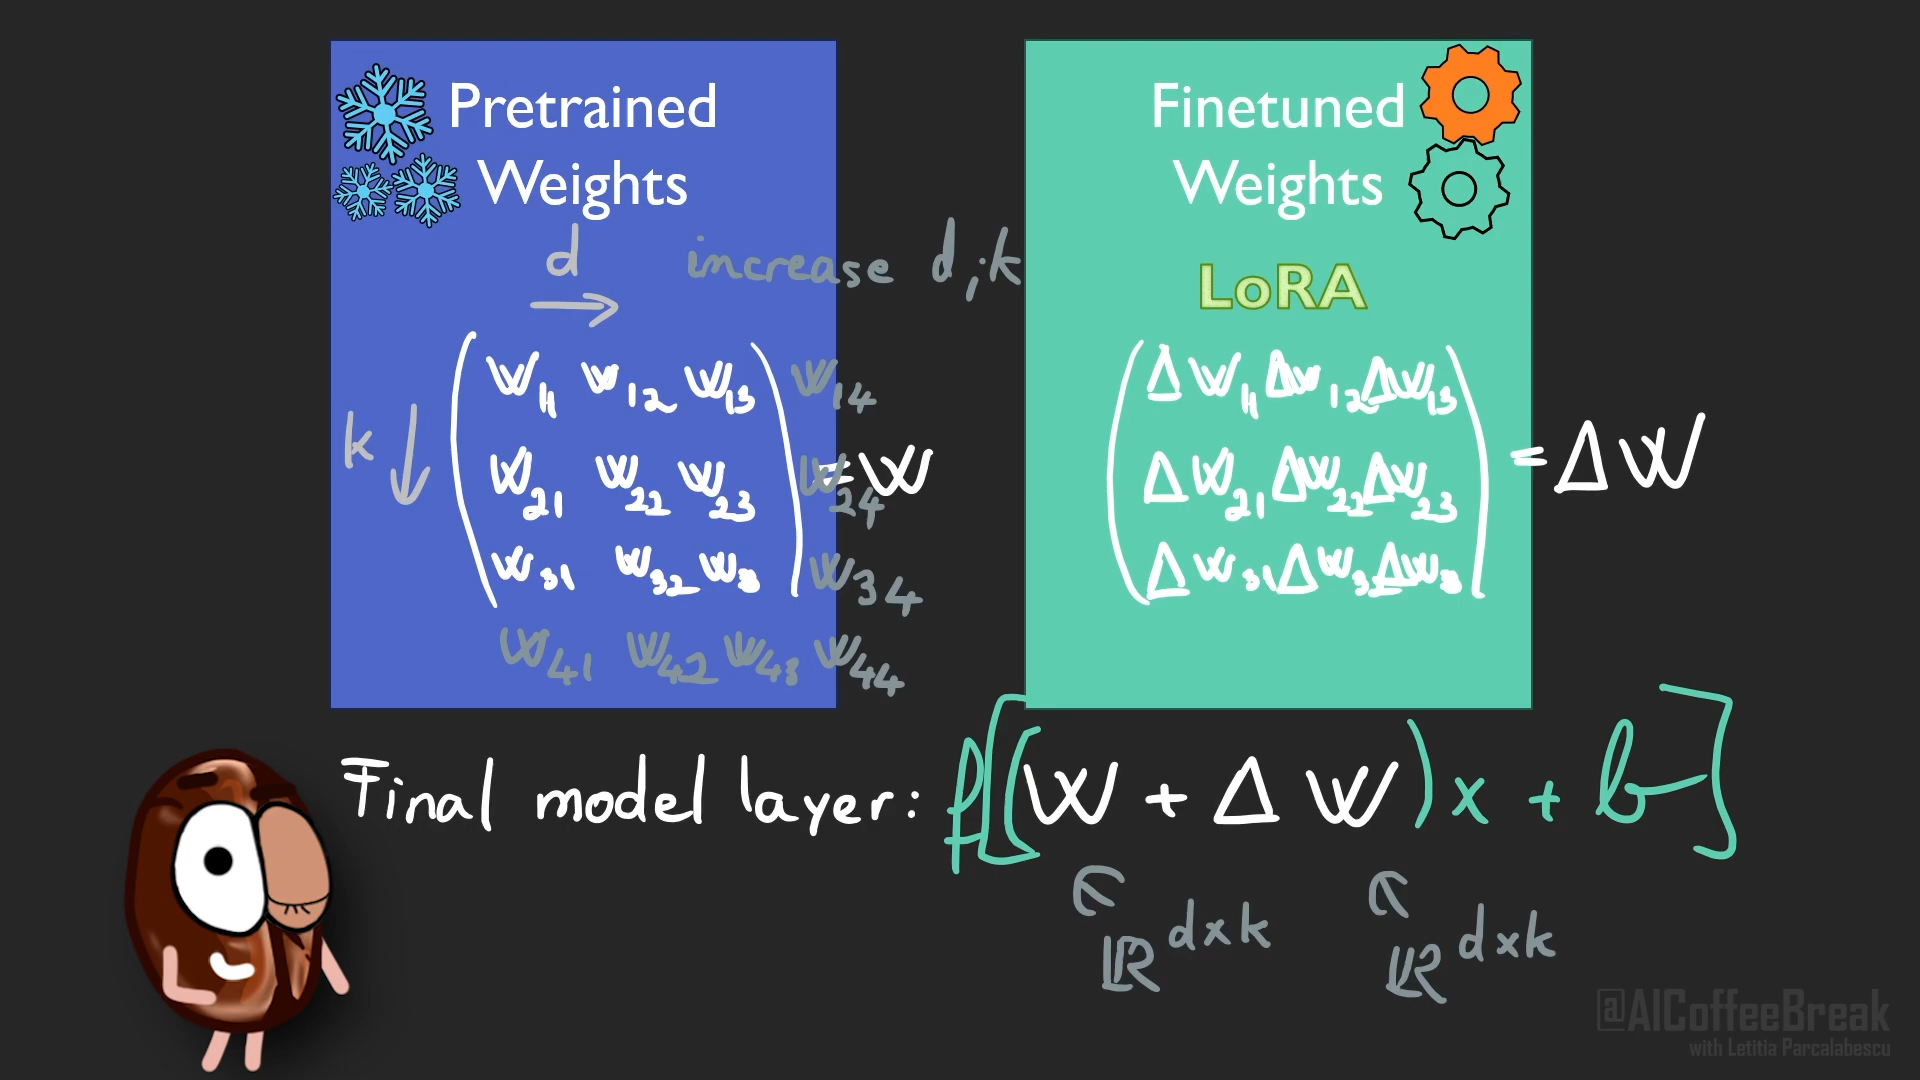 Pretrained
Weights
d
increase d,k
k
W11 W12 W13 W14
W21 W22 W23 W24 = W
W31 W32 W33 W34
W41 W42 W43 W44
Finetuned
Weights
LoRA
ΔW11 ΔW12 ΔW13
ΔW21 ΔW22 ΔW23 = ΔW
ΔW31 ΔW32 ΔW33
Final model layer: f[(W + ΔW)x + b]
ℝ^d×k ℝ^d×k
@AICoffeeBreak
with Letitia Parcalabescu